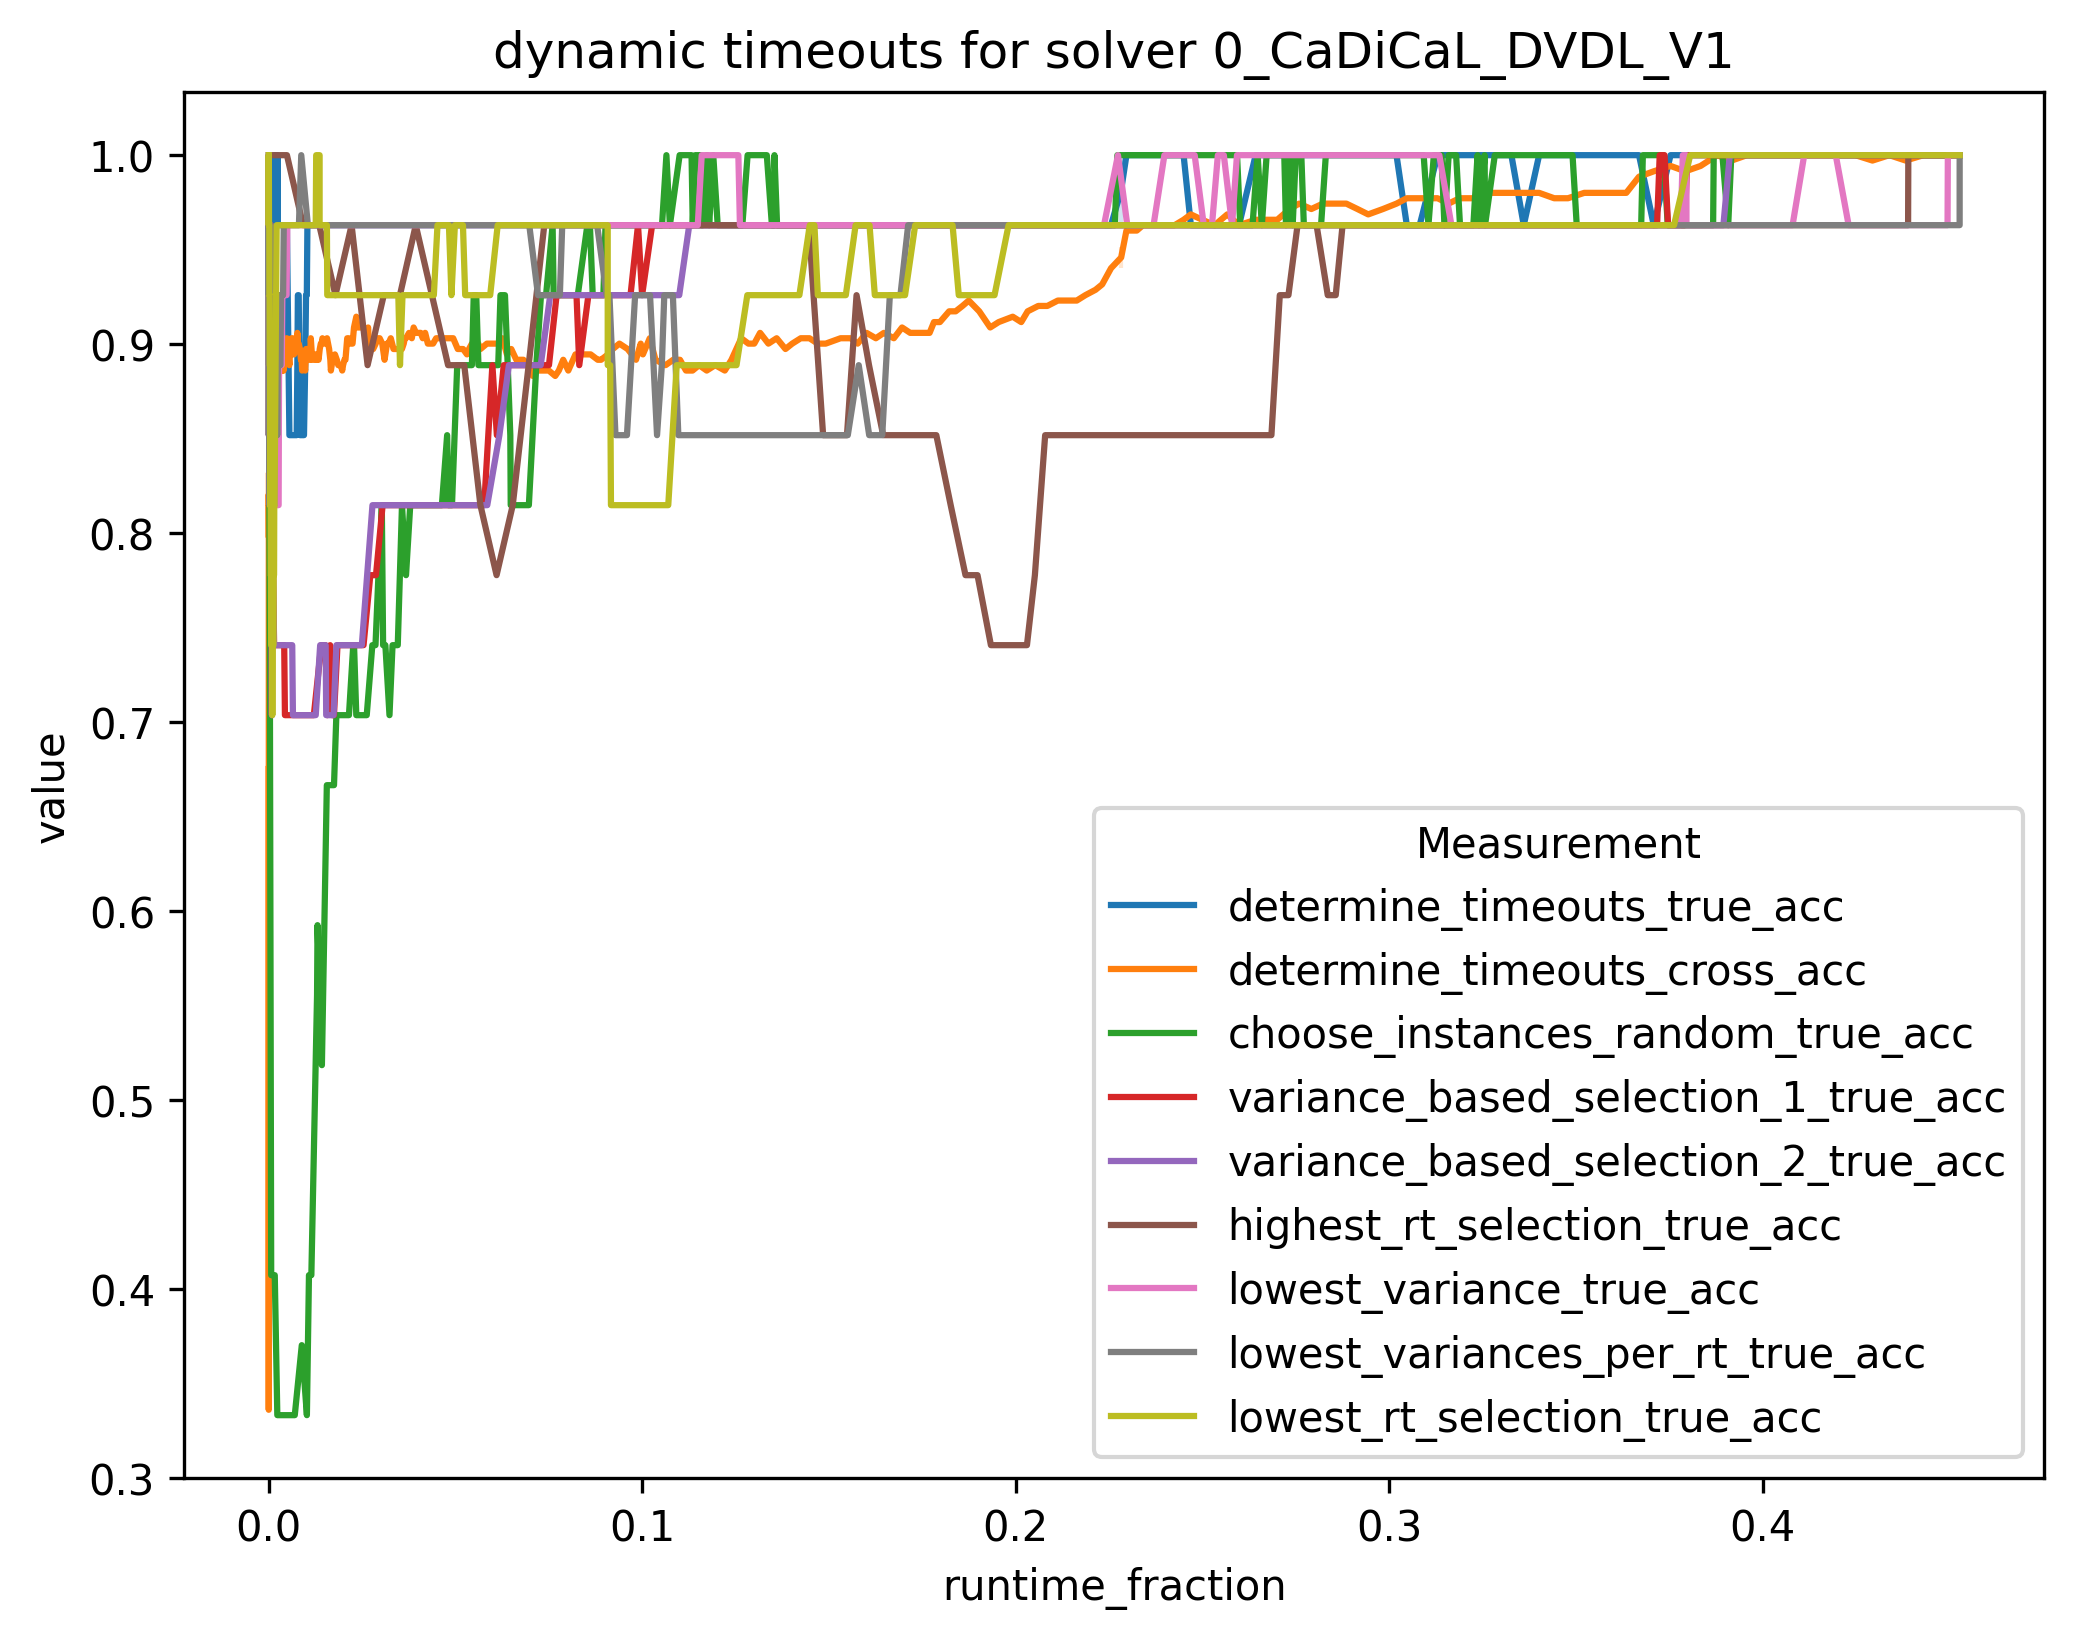 dynamic timeouts for solver 0_CaDiCaL_DVDL_V1
1.0
0.9
0.8
0.7
0.6
0.5
0.4
0.3
value
0.0
0.1
0.2
0.3
0.4
runtime_fraction
Measurement
determine_timeouts_true_acc
determine_timeouts_cross_acc
choose_instances_random_true_acc
variance_based_selection_1_true_acc
variance_based_selection_2_true_acc
highest_rt_selection_true_acc
lowest_variance_true_acc
lowest_variances_per_rt_true_acc
lowest_rt_selection_true_acc